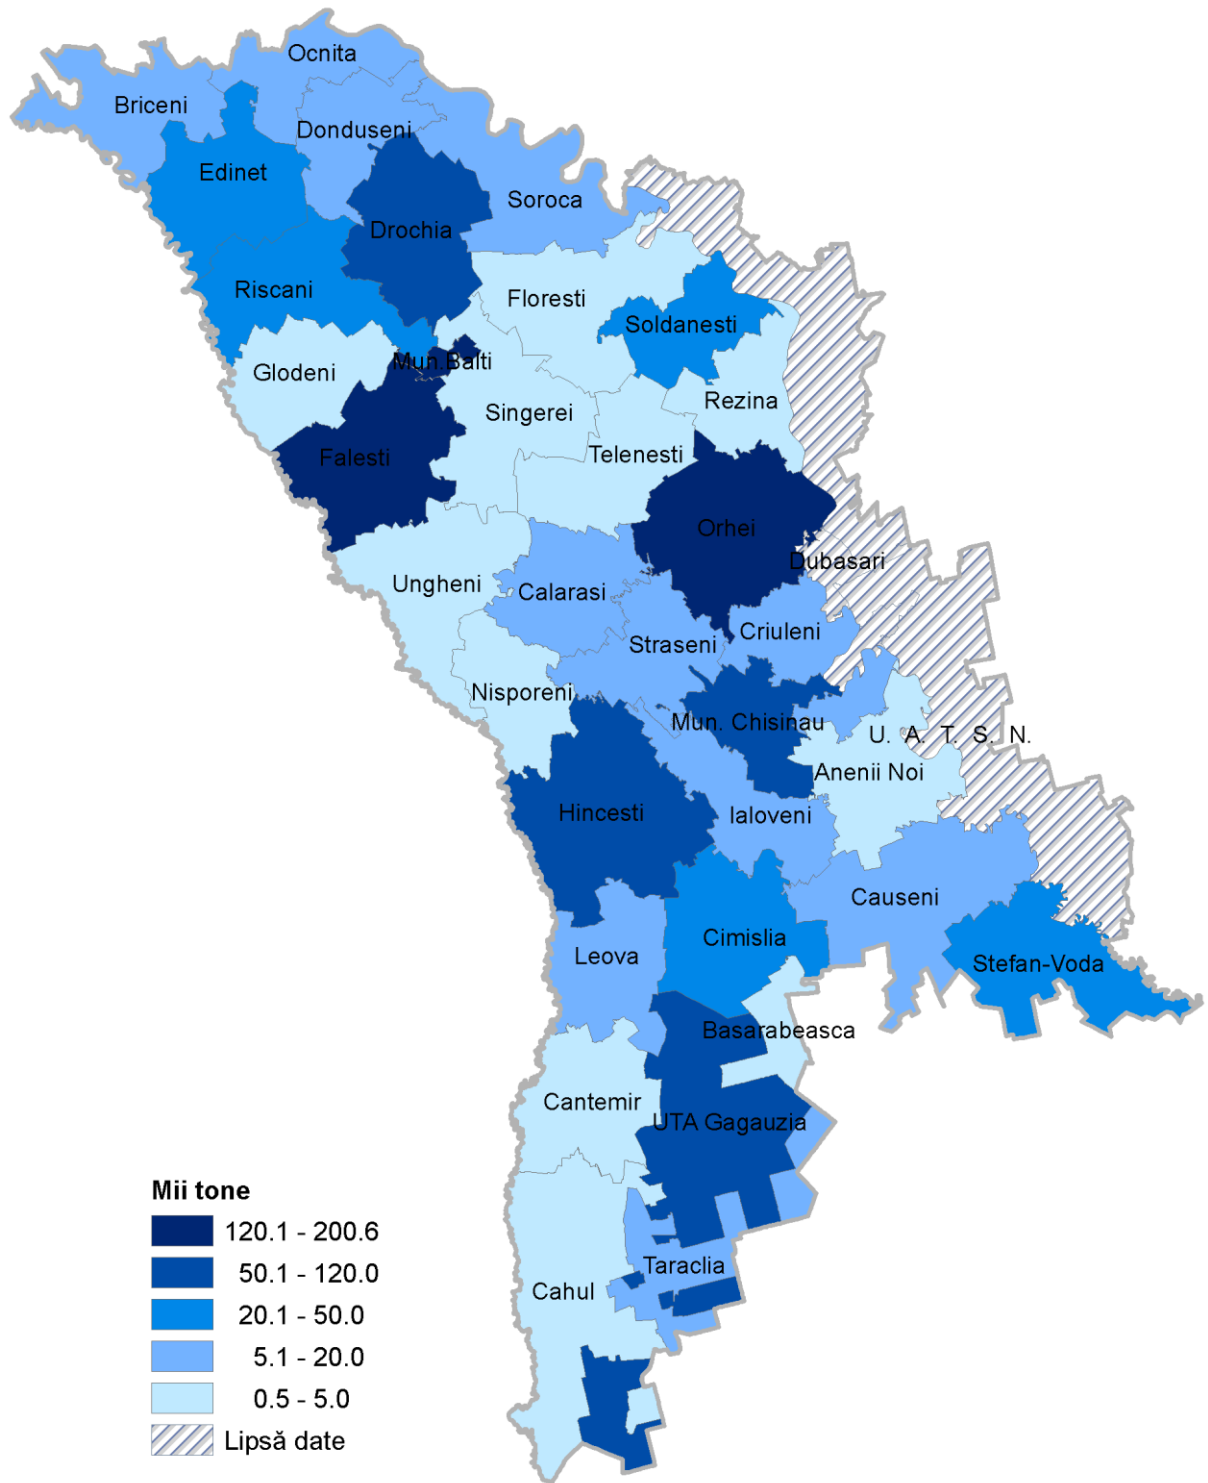 Ocnita
Briceni
Donduseni
Edinet
Soroca
Drochia
Riscani
Floresti
Soldanesti
Mun.Balti
Glodeni
Rezina
Singerei
Telenesti
Falesti
Orhei
Dubasari
Ungheni
Calarasi
Criuleni
Straseni
Nisporeni
Mun. Chisinau
U. A. T. S. N.
Anenii Noi
Hincesti
Ialoveni
Causeni
Cimislia
Leova
Stefan-Voda
Basarabeasca
Cantemir
UTA Gagauzia
Taraclia
Cahul
Mii tone
120.1 - 200.6
50.1 - 120.0
20.1 - 50.0
5.1 - 20.0
0.5 - 5.0
Lipsă date